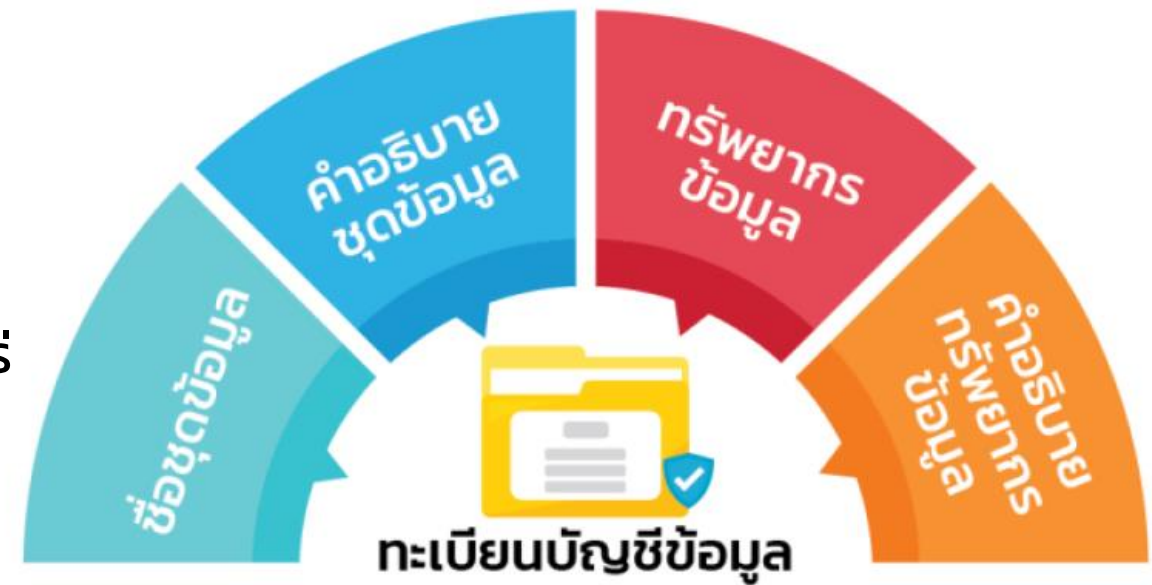 ชื่อชุดข้อมูล
คำอธิบาย
ชุดข้อมูล
ทรัพยากร
ข้อมูล
คำอธิบาย
ทรัพยากร
ข้อมูล
ทะเบียนบัญชีข้อมูล